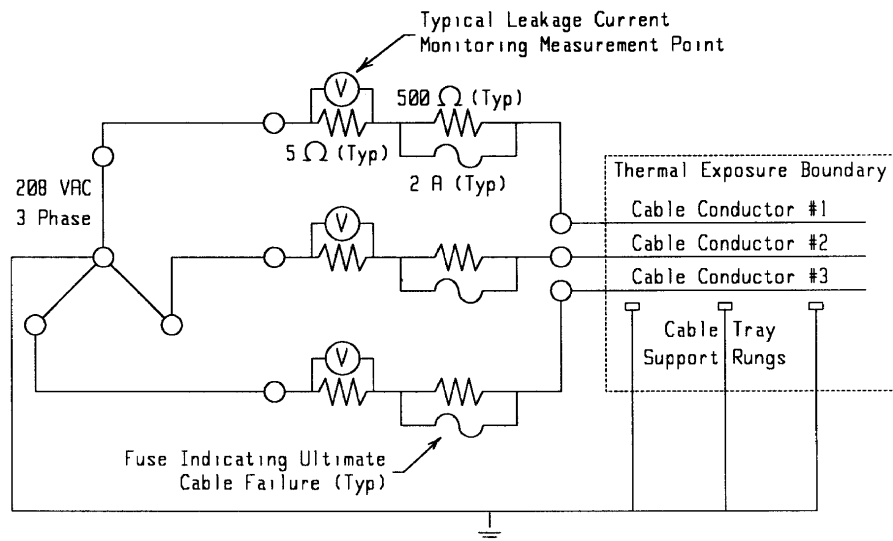 Typical Leakage Current
Monitoring Measurement Point
V
500 Ω (Typ)
5 Ω (Typ)
2 A (Typ)
208 VAC
3 Phase
Thermal Exposure Boundary
Cable Conductor #1
V
Cable Conductor #2
Cable Conductor #3
Cable Tray
Support Rungs
V
Fuse Indicating Ultimate
Cable Failure (Typ)